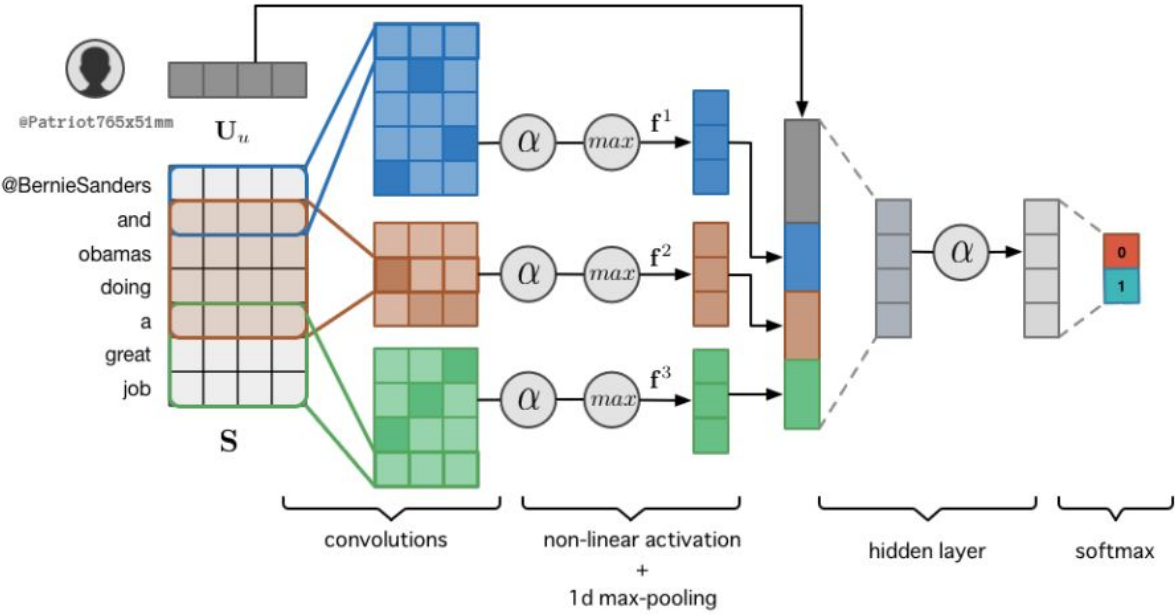 @Patriot765x51mm
U_u
@BernieSanders
and
obamas
doing
a
great
job
S
α
max
f^1
α
max
f^2
α
max
f^3
α
0
1
convolutions
non-linear activation
+
1d max-pooling
hidden layer
softmax